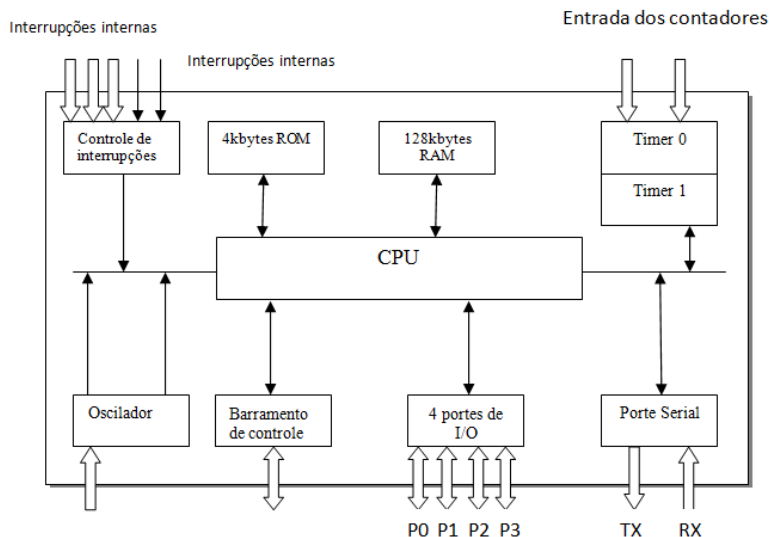 Entrada dos contadores
Interrupções internas
Interrupções internas
Controle de
interrupções
4kbytes ROM
128kbytes
RAM
Timer 0
Timer 1
CPU
Oscilador
Barramento
de controle
4 portes de
I/O
Porte Serial
P0 P1 P2 P3
TX RX